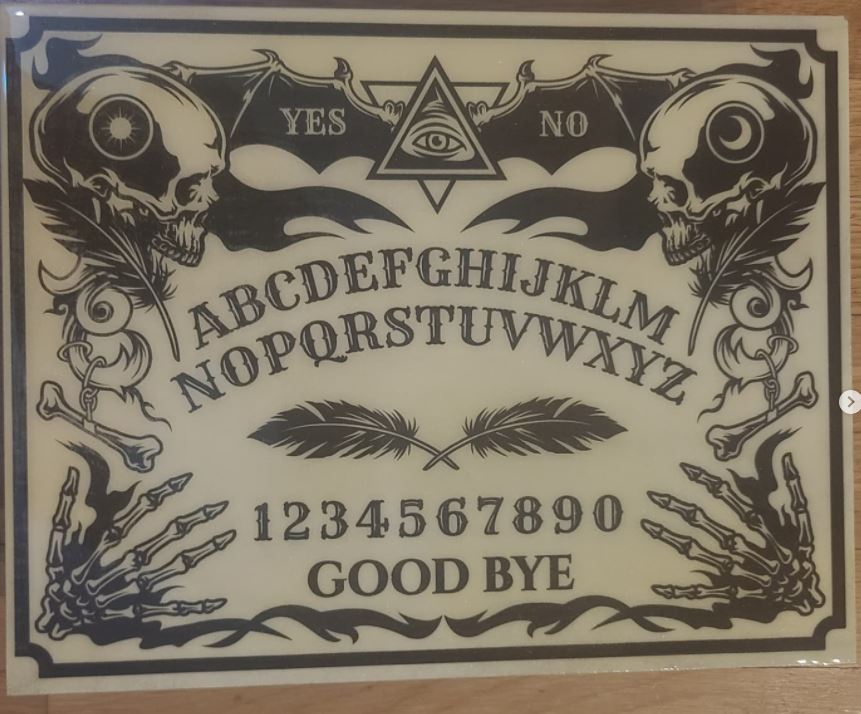 YES NO
ABCDEFGHIJKLM
NOPQRSTUVWXYZ
1234567890
GOOD BYE